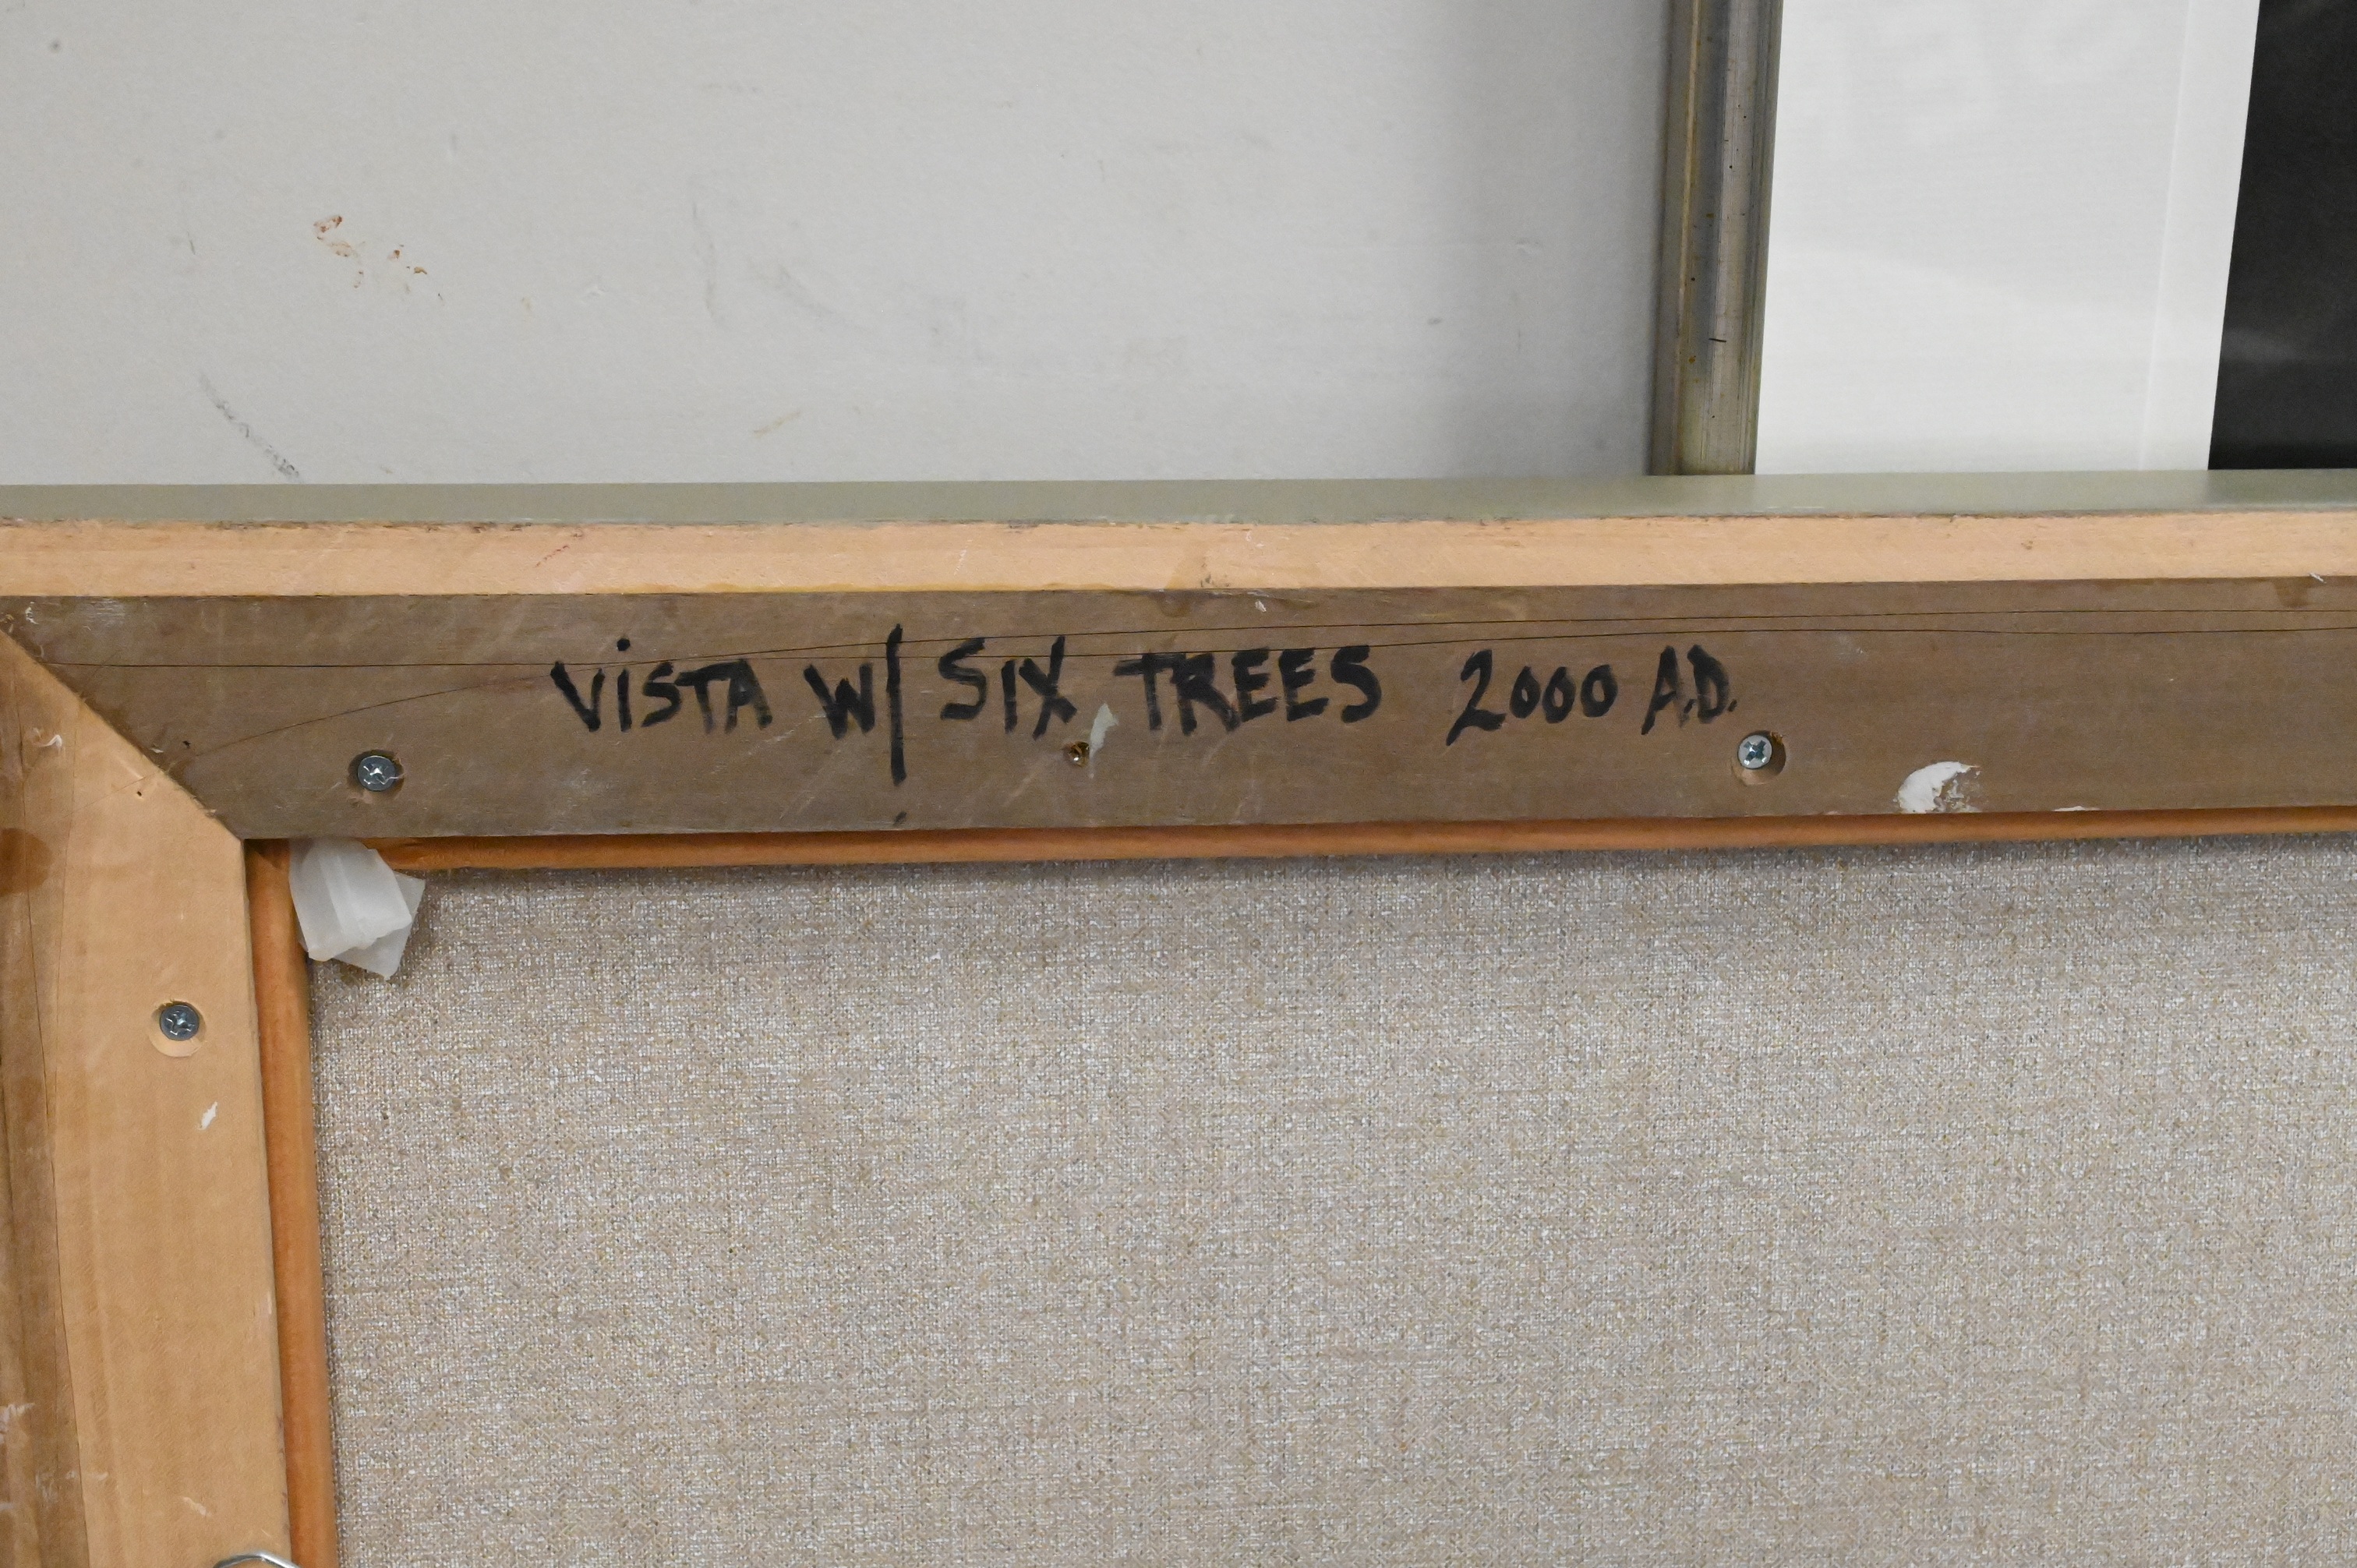 VISTA W/ SIX TREES 2000 A.D.